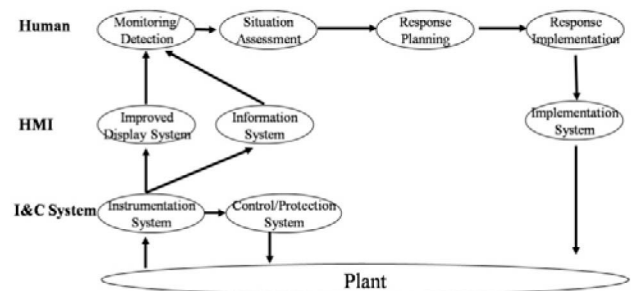 Human
Monitoring/
Detection
Situation
Assessment
Response
Planning
Response
Implementation
HMI
Improved
Display System
Information
System
Implementation
System
I&C System
Instrumentation
System
Control/Protection
System
Plant